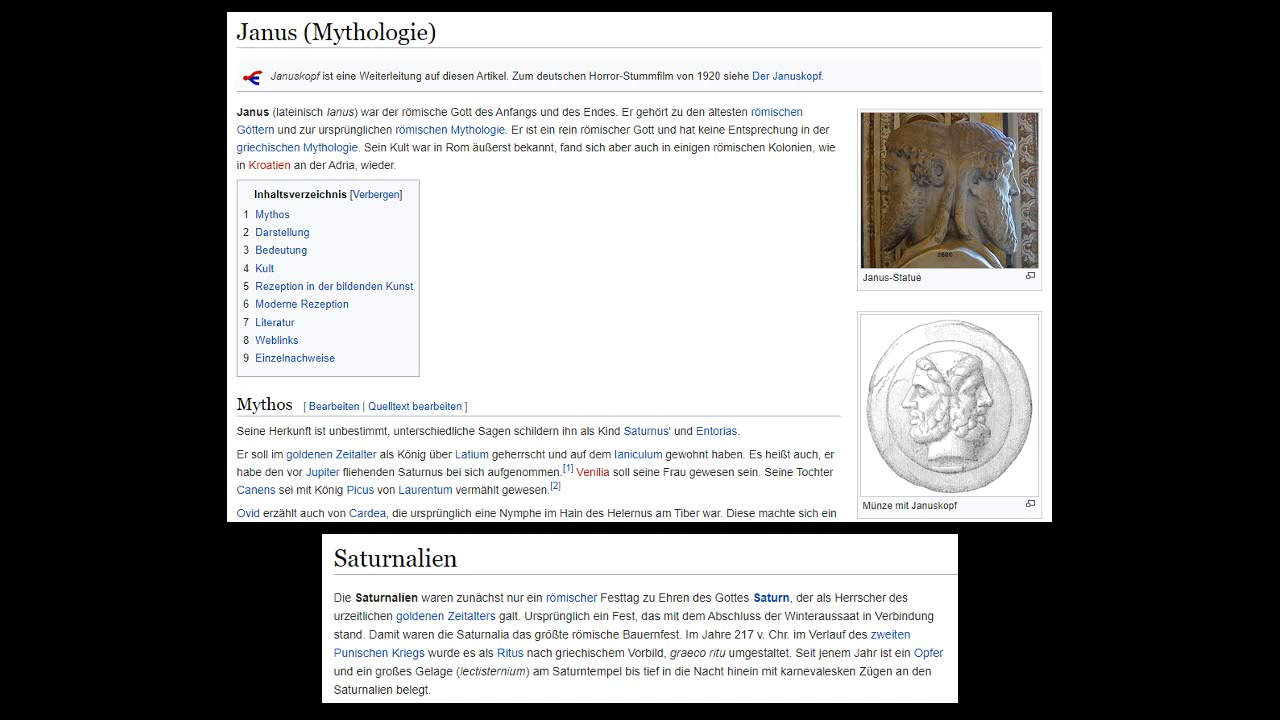 Janus (Mythologie)
Januskopf ist eine Weiterleitung auf diesen Artikel. Zum deutschen Horror-Stummfilm von 1920 siehe Der Januskopf.
Janus (lateinisch Ianus) war der römische Gott des Anfangs und des Endes. Er gehört zu den ältesten römischen
Göttern und zur ursprünglichen römischen Mythologie. Er ist ein rein römischer Gott und hat keine Entsprechung in der
griechischen Mythologie. Sein Kult war in Rom äußerst bekannt, fand sich aber auch in einigen römischen Kolonien, wie
in Kroatien an der Adria, wieder.
Inhaltsverzeichnis [Verbergen]
1 Mythos
2 Darstellung
3 Bedeutung
4 Kult
5 Rezeption in der bildenden Kunst
6 Moderne Rezeption
7 Literatur
8 Weblinks
9 Einzelnachweise
Janus-Statue
Münze mit Januskopf
Mythos [ Bearbeiten | Quelltext bearbeiten ]
Seine Herkunft ist unbestimmt, unterschiedliche Sagen schildern ihn als Kind Saturnus' und Entorias.
Er soll im goldenen Zeitalter als König über Latium geherrscht und auf dem Ianiculum gewohnt haben. Es heißt auch, er
habe den vor Jupiter fliehenden Saturnus bei sich aufgenommen.[1] Venilia soll seine Frau gewesen sein. Seine Tochter
Canens sei mit König Picus von Laurentum vermählt gewesen.[2]
Ovid erzählt auch von Cardea, die ursprünglich eine Nymphe im Hain des Helernus am Tiber war. Diese machte sich ein
Saturnalien
Die Saturnalien waren zunächst nur ein römischer Festtag zu Ehren des Gottes Saturn, der als Herrscher des
urzeitlichen goldenen Zeitalters galt. Ursprünglich ein Fest, das mit dem Abschluss der Winteraussaat in Verbindung
stand. Damit waren die Saturnalia das größte römische Bauernfest. Im Jahre 217 v. Chr. im Verlauf des zweiten
Punischen Kriegs wurde es als Ritus nach griechischem Vorbild, graeco ritu umgestaltet. Seit jenem Jahr ist ein Opfer
und ein großes Gelage (lectisternium) am Saturntempel bis tief in die Nacht hinein mit karnevalesken Zügen an den
Saturnalien belegt.